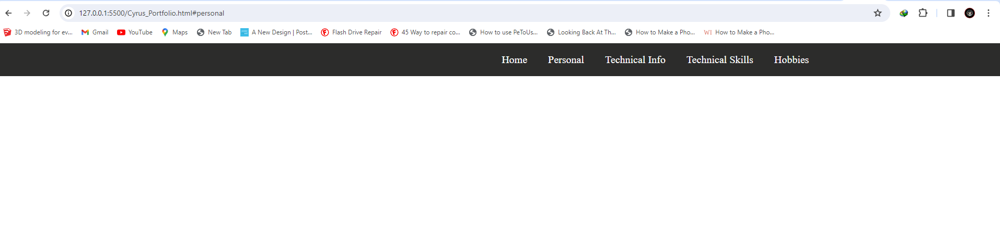 127.0.0.1:5500/Cyrus_Portfolio.html#personal
3D modeling for ev... Gmail YouTube Maps New Tab A New Design | Post... Flash Drive Repair 45 Way to repair co... How to use PeToUs... Looking Back At Th... How to Make a Pho... WI How to Make a Pho...
Home Personal Technical Info Technical Skills Hobbies